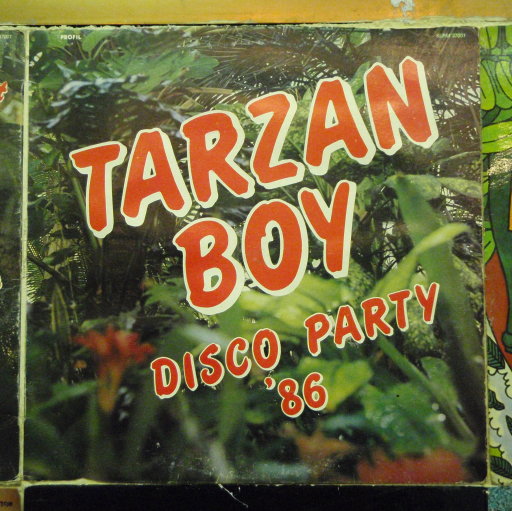 PROFIL
TARZAN
BOY
DISCO PARTY
'86